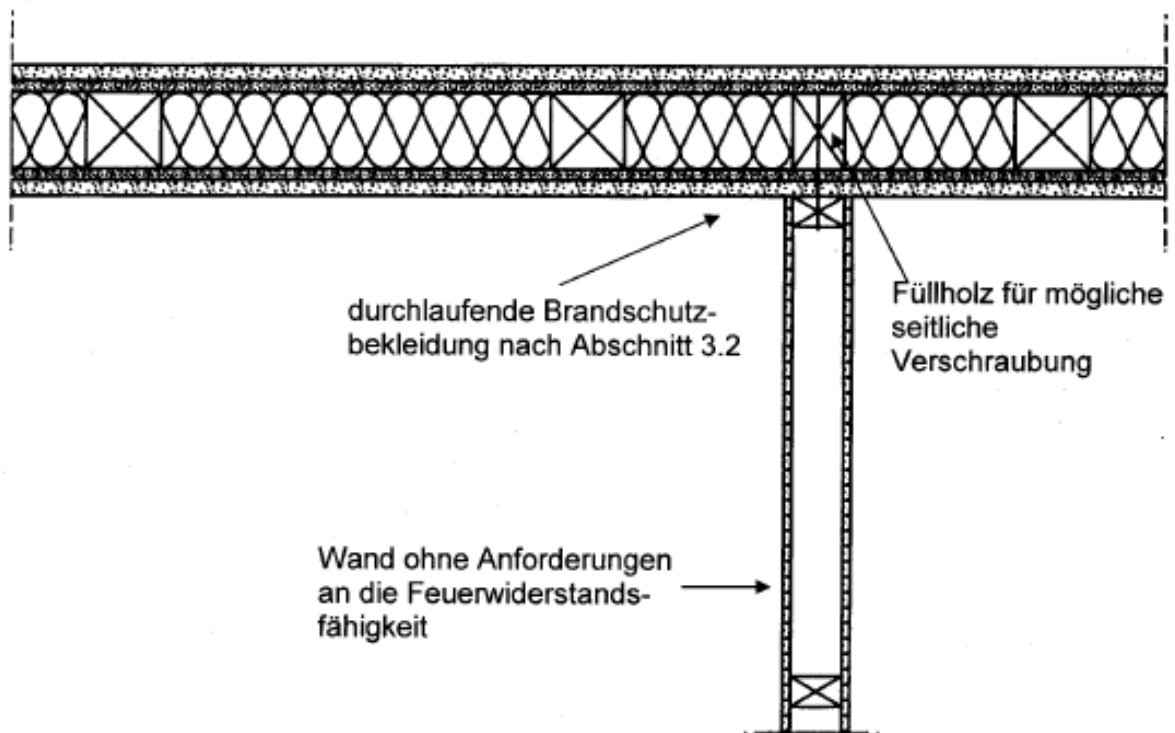 durchlaufende Brandschutz-
bekleidung nach Abschnitt 3.2
Füllholz für mögliche
seitliche
Verschraubung
Wand ohne Anforderungen
an die Feuerwiderstands-
fähigkeit